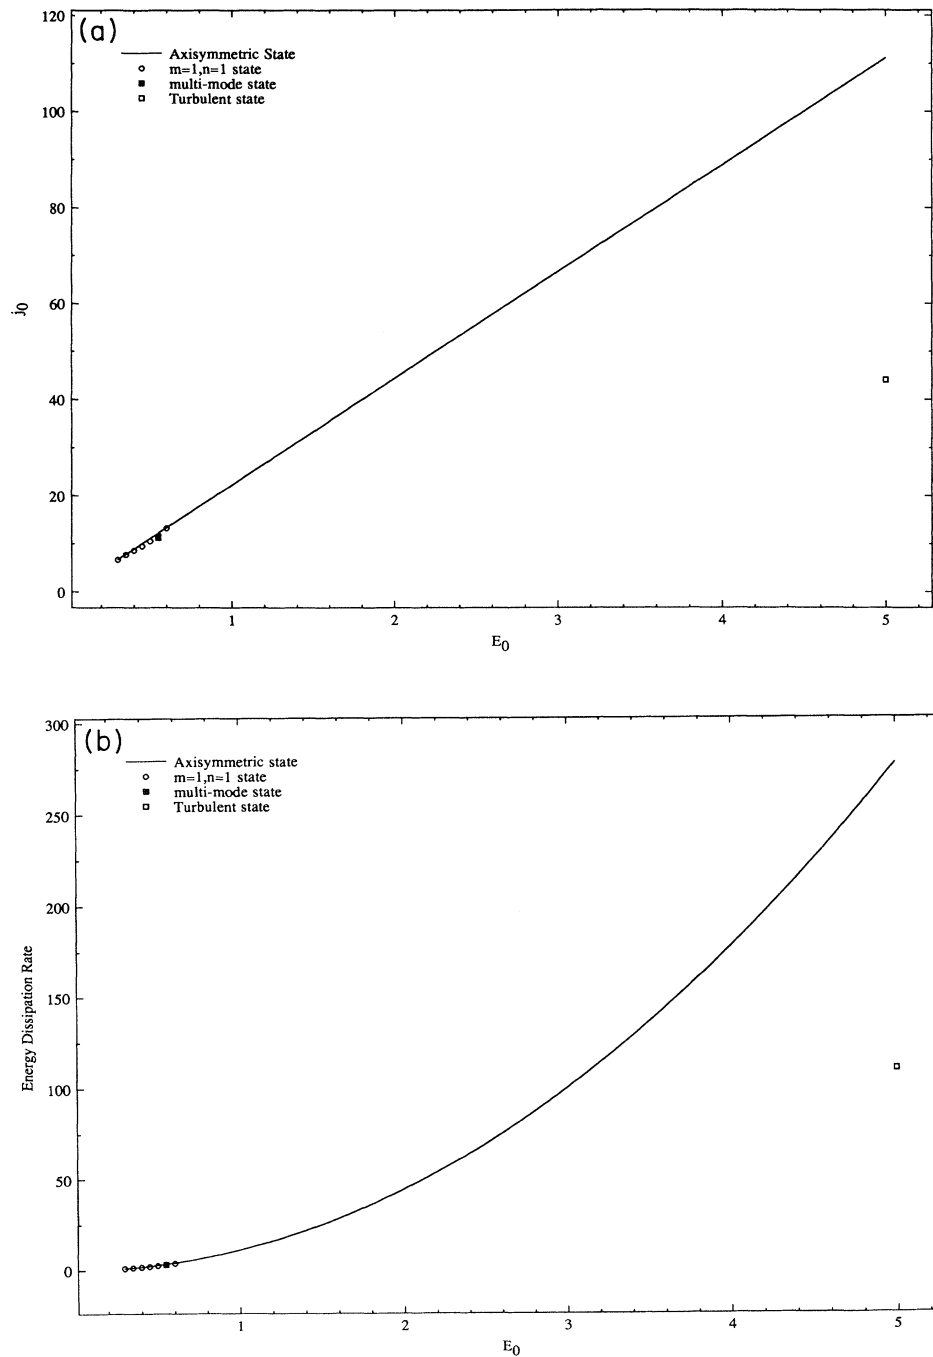 120
(a)
Axisymmetric State
m=1,n=1 state
multi-mode state
Turbulent state
100
80
60
j0
40
20
0
1 2 3 4 5
E0
300
(b)
Axisymmetric state
m=1,n=1 state
multi-mode state
Turbulent state
250
200
150
Energy Dissipation Rate
100
50
0
1 2 3 4 5
E0